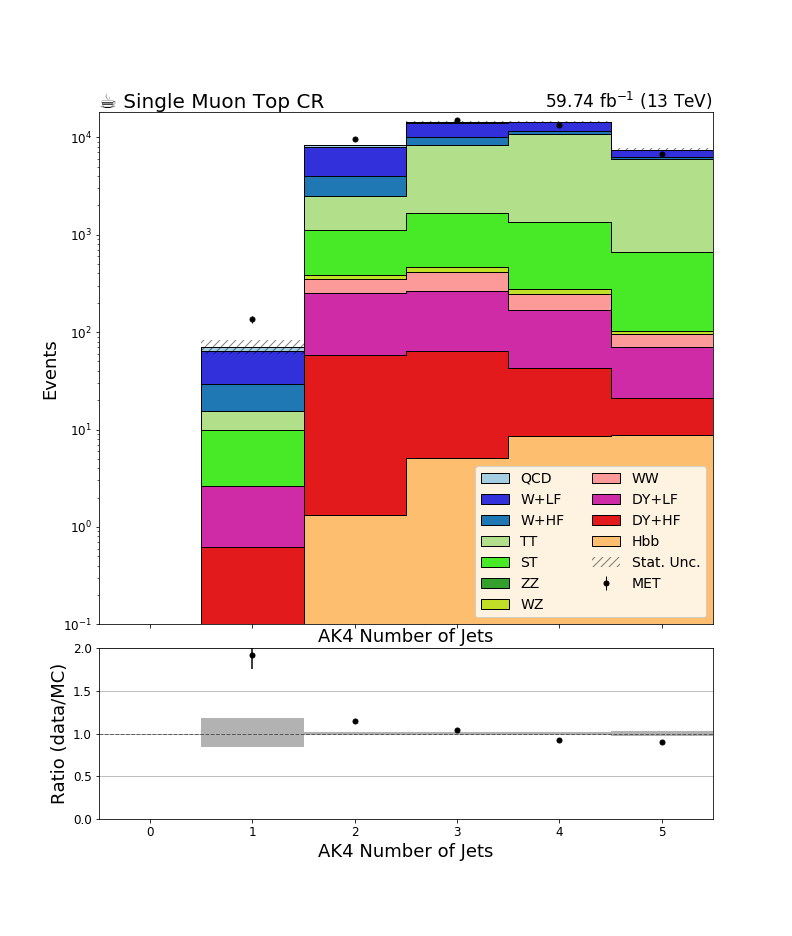 ☕ Single Muon Top CR
59.74 fb⁻¹ (13 TeV)
Events
10⁴
10³
10²
10¹
10⁰
10⁻¹
QCD
W+LF
W+HF
TT
ST
ZZ
WZ
WW
DY+LF
DY+HF
Hbb
Stat. Unc.
MET
AK4 Number of Jets
Ratio (data/MC)
2.0
1.5
1.0
0.5
0.0
0 1 2 3 4 5
AK4 Number of Jets